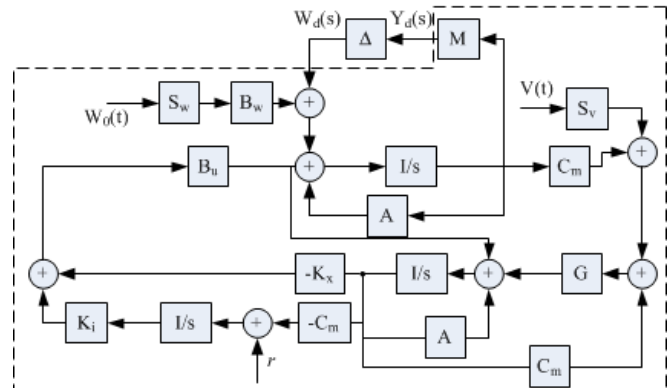 W_d(s) Y_d(s)
Δ M
W_0(t) S_w B_w + V(t) S_v
B_u + I/s C_m +
A
+ -K_x I/s + G +
K_i I/s + -C_m A C_m
r